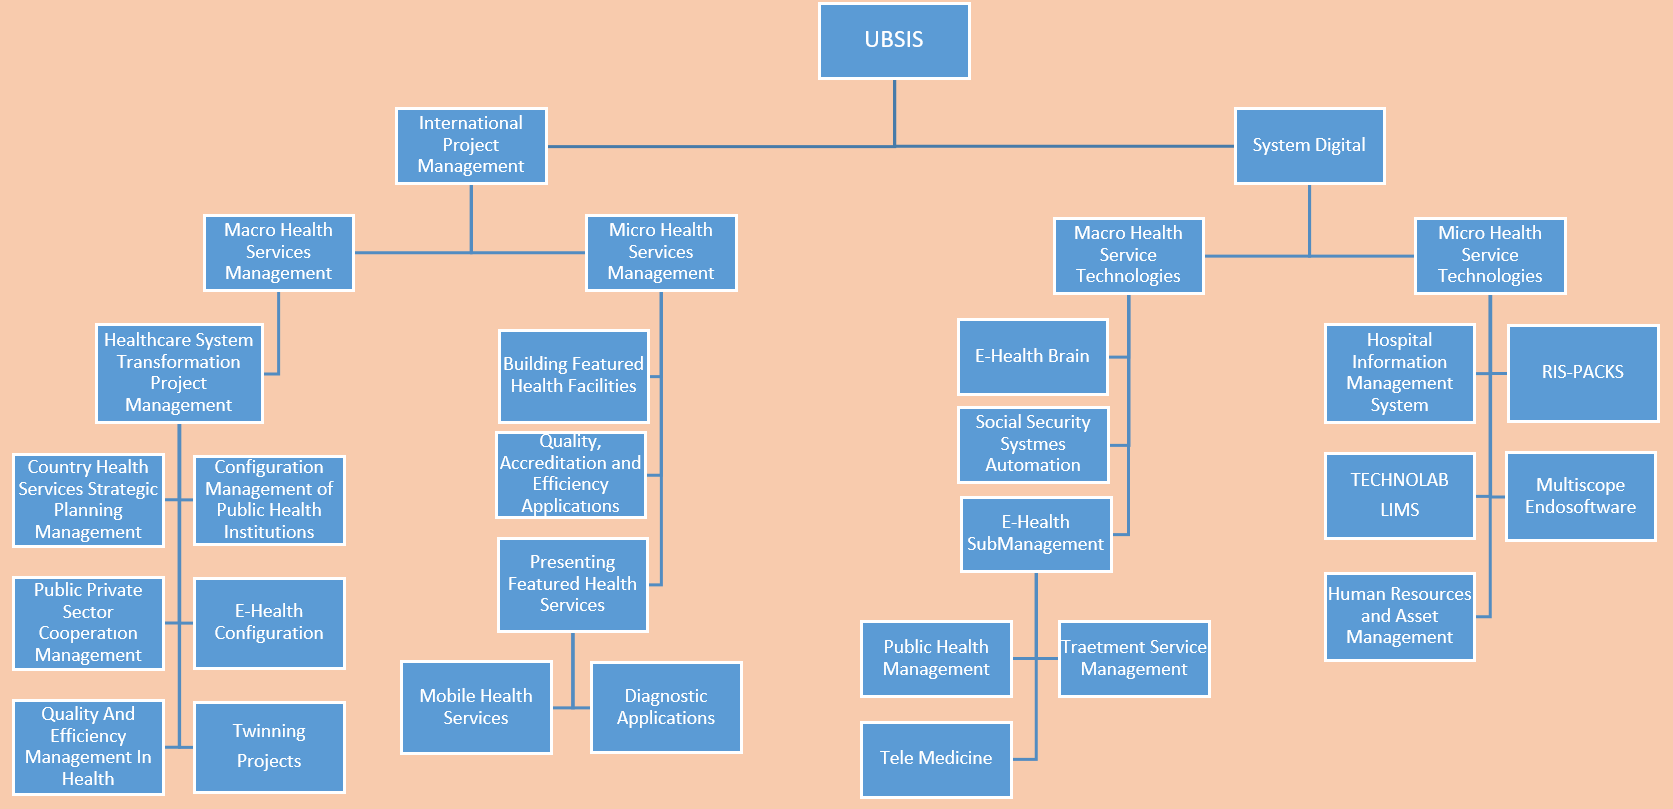 UBSIS
International
Project
Management
System Digital
Macro Health
Services
Management
Micro Health
Services
Management
Macro Health
Service
Technologies
Micro Health
Service
Technologies
Healthcare System
Transformation
Project
Management
Country Health
Services Strategic
Planning
Management
Configuration
Management of
Public Health
Institutions
Public Private
Sector
Cooperatıon
Management
E-Health
Configuration
Quality And
Efficiency
Management In
Health
Twinning
Projects
Building Featured
Health Facilities
Quality,
Accreditation and
Efficiency
Applicatıons
Presenting
Featured Health
Services
Mobile Health
Services
Diagnostic
Applications
E-Health Brain
Social Security
Systmes
Automation
E-Health
SubManagement
Public Health
Management
Traetment Service
Management
Tele Medicine
Hospital
Information
Management
System
RIS-PACKS
TECHNOLAB
LIMS
Multiscope
Endosoftware
Human Resources
and Asset
Management